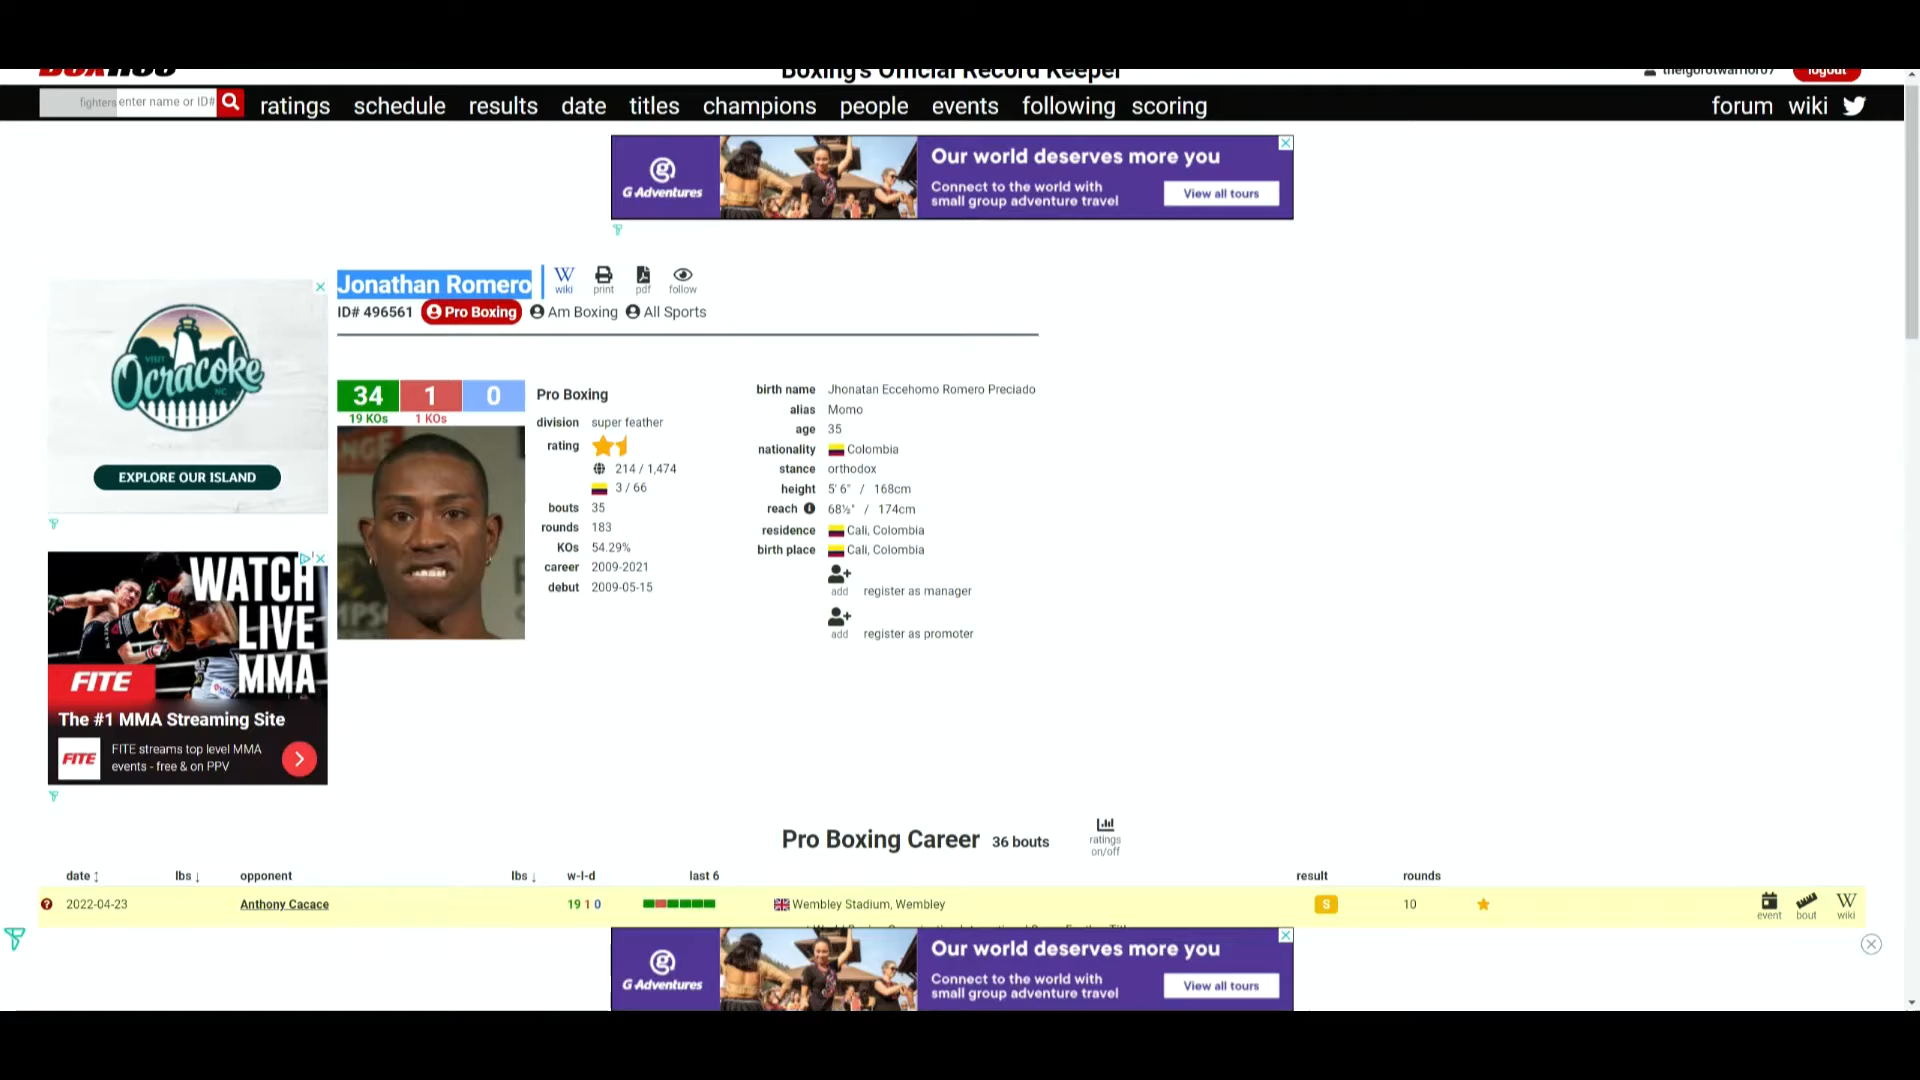 Boxing's Official Record Keeper
theigorotwarrior07 logout
fighters enter name or ID# ratings schedule results date titles champions people events following scoring forum wiki
G Adventures
Our world deserves more you
Connect to the world with
small group adventure travel
View all tours
VISIT
Ocracoke
NC
EXPLORE OUR ISLAND
WATCH
LIVE
MMA
FITE
The #1 MMA Streaming Site
FITE
FITE streams top level MMA
events - free & on PPV
Jonathan Romero wiki print pdf follow
ID# 496561 Pro Boxing Am Boxing All Sports
34 1 0
19 KOs 1 KOs
Pro Boxing
division super feather
rating
214 / 1,474
3 / 66
bouts 35
rounds 183
KOs 54.29%
career 2009-2021
debut 2009-05-15
birth name Jhonatan Eccehomo Romero Preciado
alias Momo
age 35
nationality Colombia
stance orthodox
height 5' 6" / 168cm
reach 68½" / 174cm
residence Cali, Colombia
birth place Cali, Colombia
add register as manager
add register as promoter
Pro Boxing Career 36 bouts
ratings
on/off
date lbs opponent lbs w-l-d last 6 result rounds
2022-04-23 Anthony Cacace 19 1 0 Wembley Stadium, Wembley S 10 event bout wiki
G Adventures
Our world deserves more you
Connect to the world with
small group adventure travel
View all tours